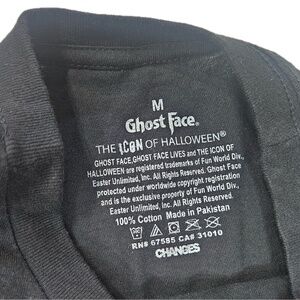 M
Ghost Face®
THE ICON OF HALLOWEEN®
GHOST FACE, GHOST FACE LIVES and THE ICON OF
HALLOWEEN are registered trademarks of Fun World Div.,
Easter Unlimited, Inc. All Rights Reserved. Ghost Face
protected under worldwide copyright registration
and is the exclusive property of Fun World Div.
Easter Unlimited, Inc. All Rights Reserved.
100% Cotton Made in Pakistan
RN# 67585 CA# 31010
CHANGES